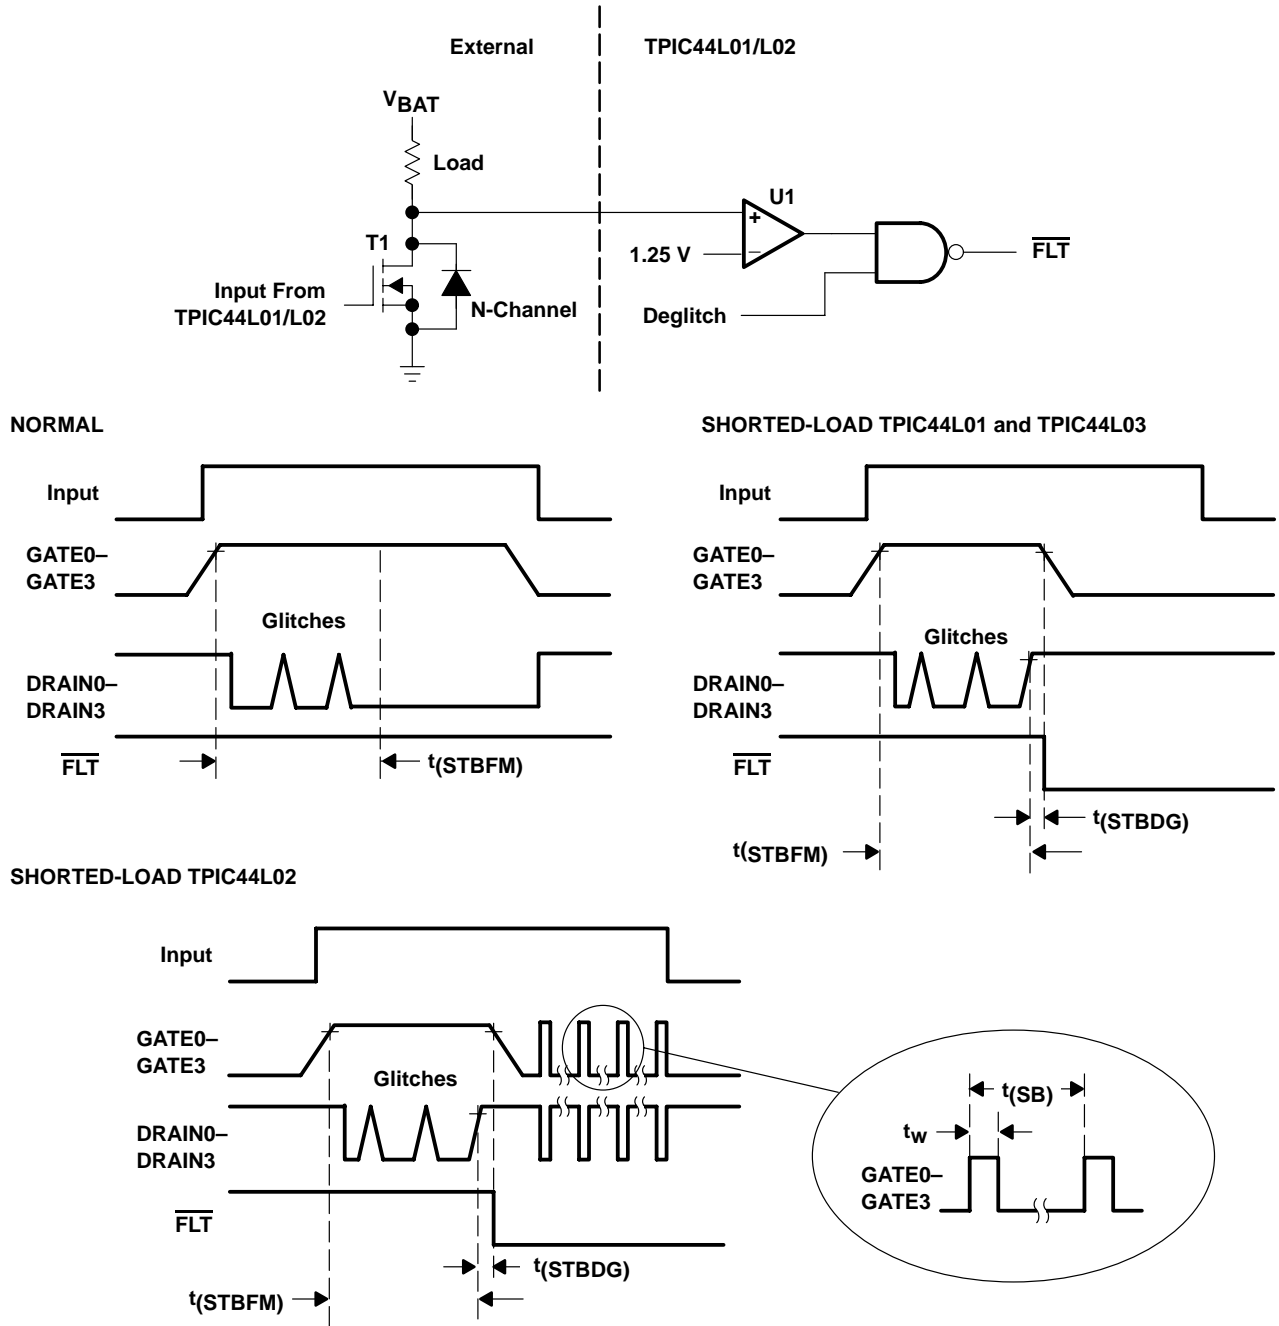 External
TPIC44L01/L02
VBAT
Load
U1
+
−
T1
1.25 V
FLT
Input From
TPIC44L01/L02
N-Channel
Deglitch
NORMAL
Input
GATE0–
GATE3
Glitches
DRAIN0–
DRAIN3
FLT
t(STBFM)
SHORTED-LOAD TPIC44L01 and TPIC44L03
Input
GATE0–
GATE3
Glitches
DRAIN0–
DRAIN3
FLT
t(STBDG)
t(STBFM)
SHORTED-LOAD TPIC44L02
Input
GATE0–
GATE3
Glitches
DRAIN0–
DRAIN3
FLT
t(STBDG)
t(STBFM)
t(SB)
tw
GATE0–
GATE3